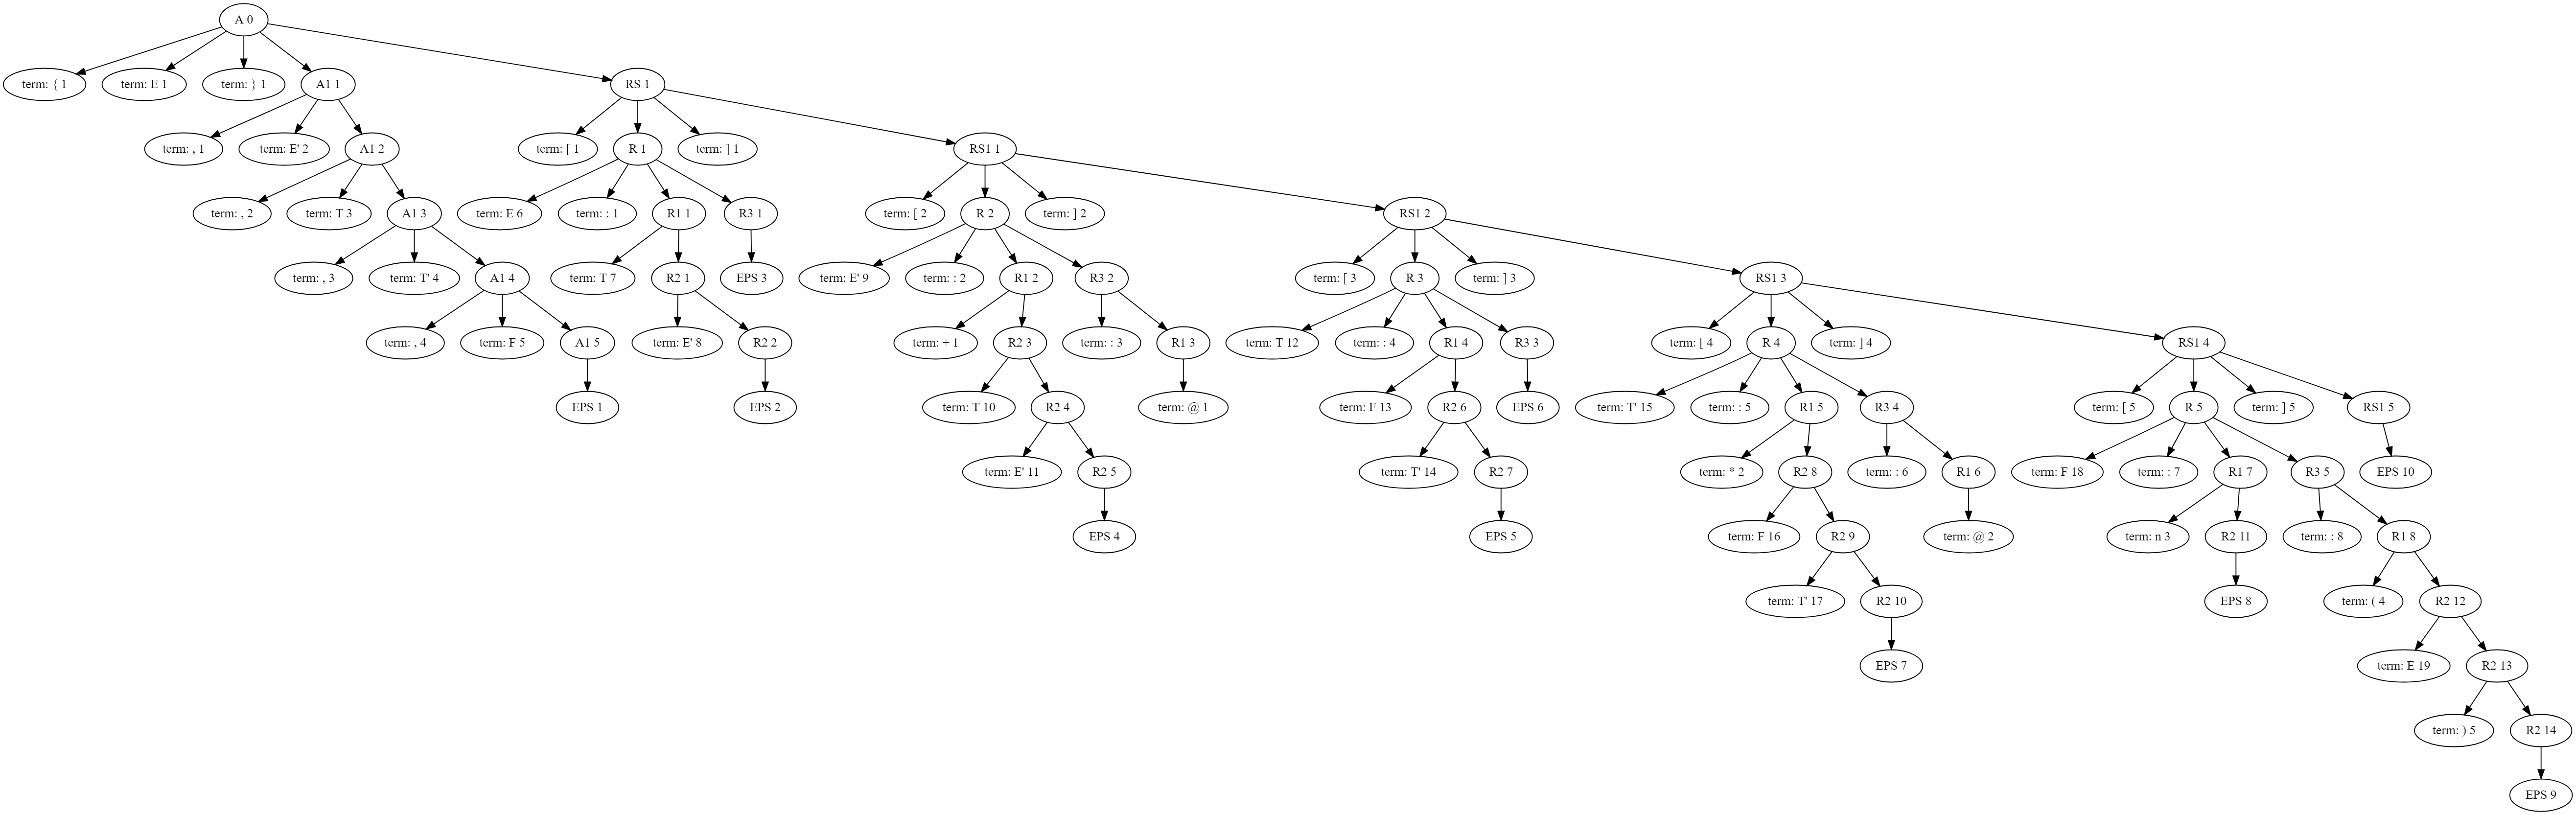 A 0
term: { 1
term: E 1
term: } 1
A1 1
RS 1
term: , 1
term: E' 2
A1 2
term: [ 1
R 1
term: ] 1
RS1 1
term: , 2
term: T 3
A1 3
term: E 6
term: : 1
R1 1
R3 1
term: [ 2
R 2
term: ] 2
RS1 2
term: , 3
term: T' 4
A1 4
term: T 7
R2 1
EPS 3
term: E' 9
term: : 2
R1 2
R3 2
term: [ 3
R 3
term: ] 3
RS1 3
term: , 4
term: F 5
A1 5
term: E' 8
R2 2
term: + 1
R2 3
term: : 3
R1 3
term: T 12
term: : 4
R1 4
R3 3
term: [ 4
R 4
term: ] 4
RS1 4
EPS 1
EPS 2
term: T 10
R2 4
term: @ 1
term: F 13
R2 6
EPS 6
term: T' 15
term: : 5
R1 5
R3 4
term: [ 5
R 5
term: ] 5
RS1 5
term: E' 11
R2 5
term: T' 14
R2 7
term: * 2
R2 8
term: : 6
R1 6
term: F 18
term: : 7
R1 7
R3 5
EPS 10
EPS 4
EPS 5
term: F 16
R2 9
term: @ 2
term: n 3
R2 11
term: : 8
R1 8
term: T' 17
R2 10
EPS 8
term: ( 4
R2 12
EPS 7
term: E 19
R2 13
term: ) 5
R2 14
EPS 9